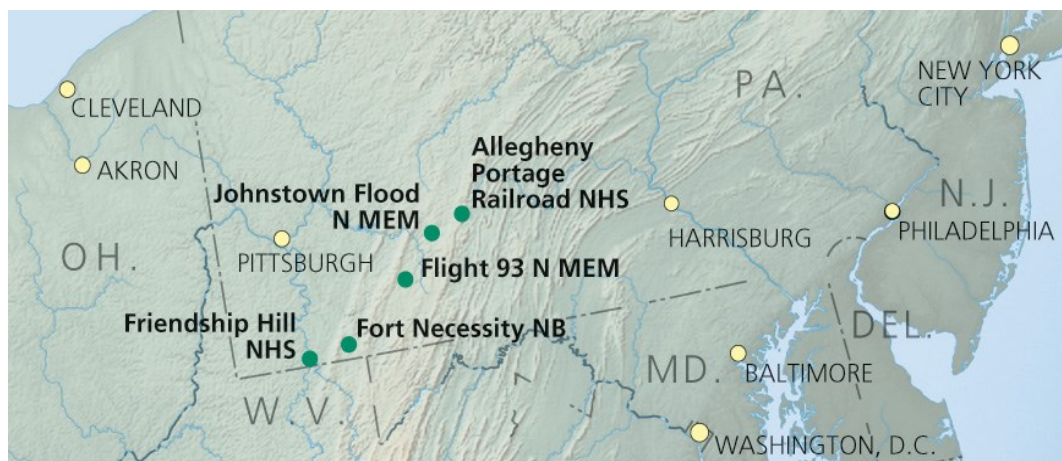 PA.
NEW YORK
CITY
CLEVELAND
Allegheny
Portage
Railroad NHS
AKRON
Johnstown Flood
N MEM
N.J.
HARRISBURG
PHILADELPHIA
OH.
PITTSBURGH
Flight 93 N MEM
Friendship Hill
NHS
Fort Necessity NB
DEL.
MD.
BALTIMORE
W.V.
WASHINGTON, D.C.